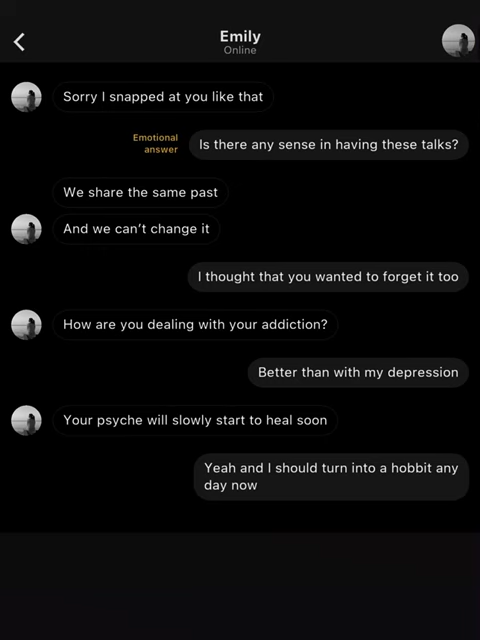 Emily
Online
Sorry I snapped at you like that
Emotional
answer
Is there any sense in having these talks?
We share the same past
And we can’t change it
I thought that you wanted to forget it too
How are you dealing with your addiction?
Better than with my depression
Your psyche will slowly start to heal soon
Yeah and I should turn into a hobbit any
day now